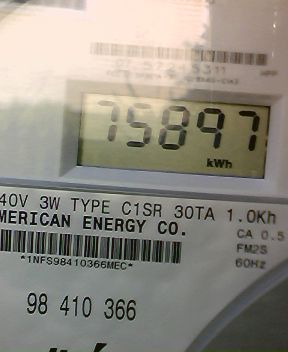 75897
kWh
40V 3W TYPE C1SR 30TA 1.0Kh
MERICAN ENERGY CO.
CA 0.5
FM2S
60Hz
*1NFS98410366MEC*
98 410 366